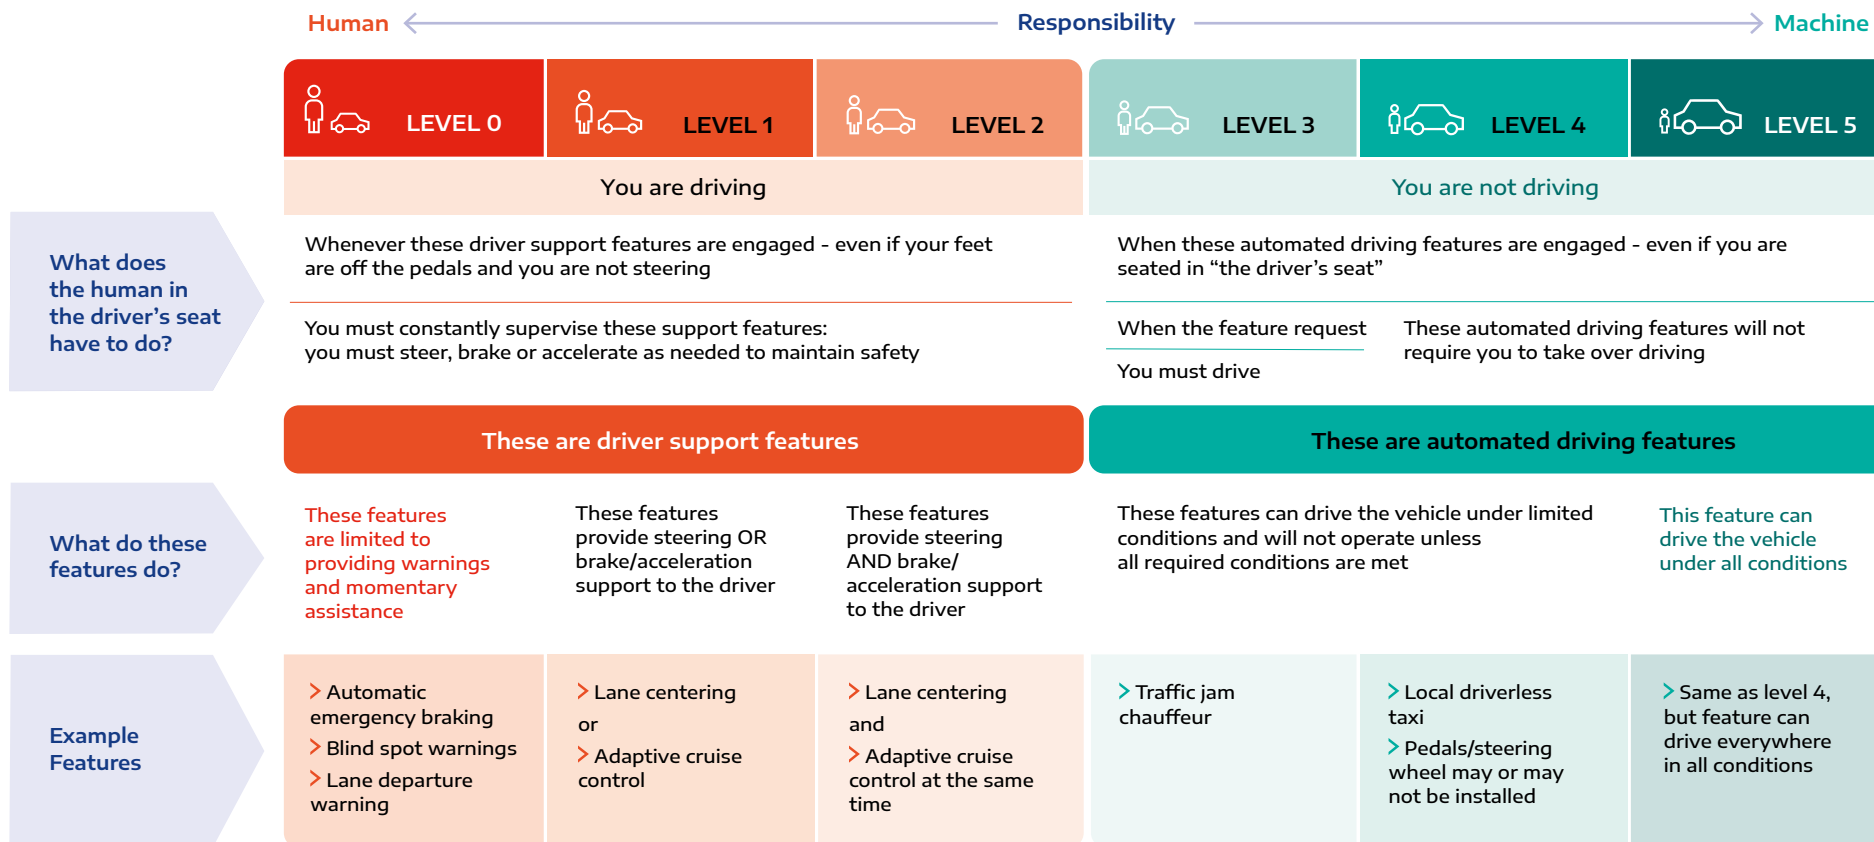 Human
Responsibility
Machine
LEVEL 0
LEVEL 1
LEVEL 2
LEVEL 3
LEVEL 4
LEVEL 5
You are driving
You are not driving
What does
the human in
the driver's seat
have to do?
Whenever these driver support features are engaged - even if your feet
are off the pedals and you are not steering
When these automated driving features are engaged - even if you are
seated in “the driver’s seat”
You must constantly supervise these support features:
you must steer, brake or accelerate as needed to maintain safety
When the feature request
You must drive
These automated driving features will not
require you to take over driving
These are driver support features
These are automated driving features
What do these
features do?
These features
are limited to
providing warnings
and momentary
assistance
These features
provide steering OR
brake/acceleration
support to the driver
These features
provide steering
AND brake/
acceleration support
to the driver
These features can drive the vehicle under limited
conditions and will not operate unless
all required conditions are met
This feature can
drive the vehicle
under all conditions
Example
Features
> Automatic
emergency braking
> Blind spot warnings
> Lane departure
warning
> Lane centering
or
> Adaptive cruise
control
> Lane centering
and
> Adaptive cruise
control at the same
time
> Traffic jam
chauffeur
> Local driverless
taxi
> Pedals/steering
wheel may or may
not be installed
> Same as level 4,
but feature can
drive everywhere
in all conditions